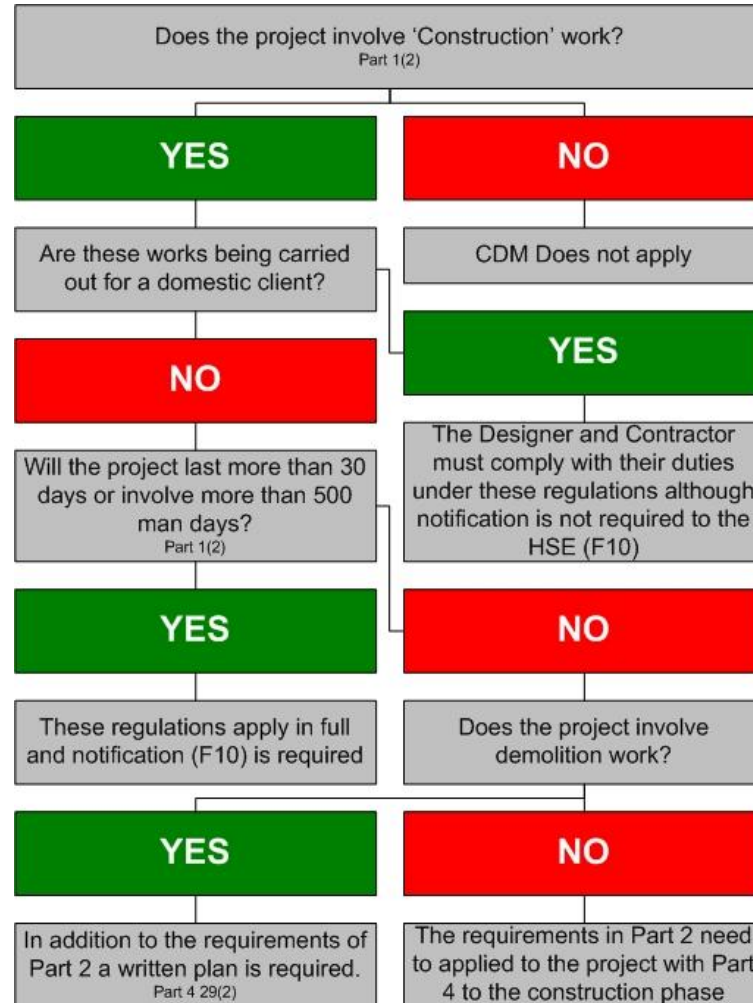 Does the project involve ‘Construction’ work?
Part 1(2)
YES
NO
Are these works being carried
out for a domestic client?
CDM Does not apply
NO
YES
Will the project last more than 30
days or involve more than 500
man days?
Part 1(2)
The Designer and Contractor
must comply with their duties
under these regulations although
notification is not required to the
HSE (F10)
YES
NO
These regulations apply in full
and notification (F10) is required
Does the project involve
demolition work?
YES
NO
In addition to the requirements of
Part 2 a written plan is required.
Part 4 29(2)
The requirements in Part 2 need
to applied to the project with Part
4 to the construction phase